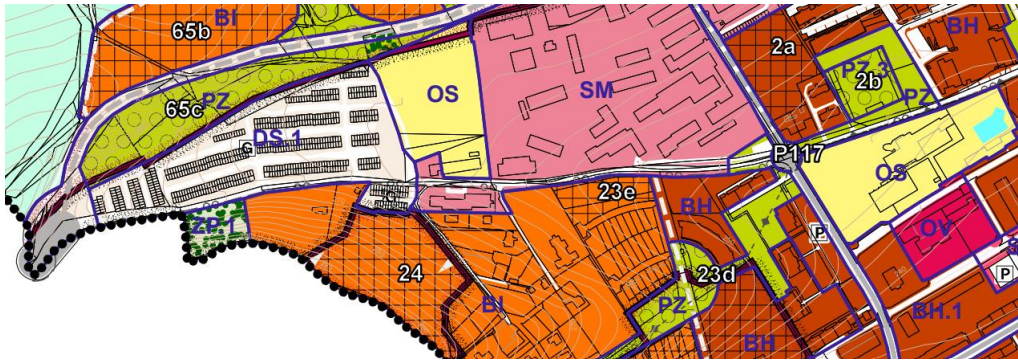 BI
65b
2a
BH
PZ.3
2b
PZ
OS
SM
65c
PZ
DS.1
G
P117
OS
23e
BH
ZP.1
P
OV
P
24
23d
BI
PZ
BH.1
BH